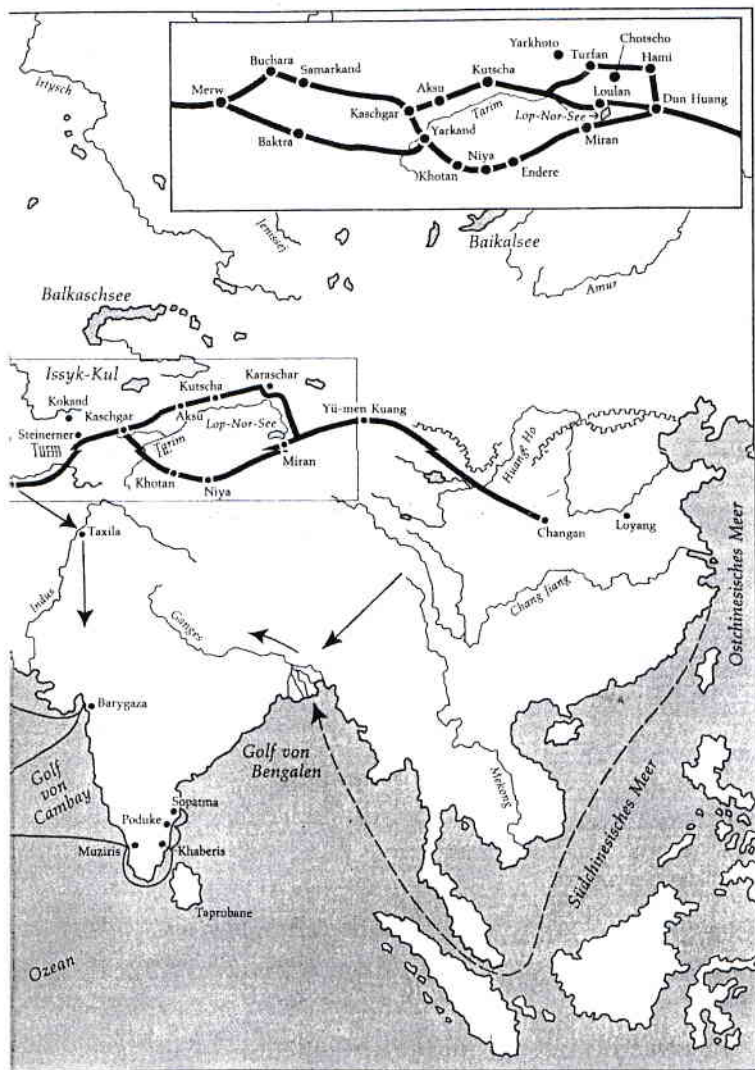 Irtysch
Buchara
Samarkand
Merw
Baktra
Kaschgar
Aksu
Kutscha
Tarim
Yarkand
Khotan
Niya
Endere
Yarkhoto
Turfan
Chotscho
Hami
Loulan
Lop-Nor-See →
Dun Huang
Miran
Jenissej
Baikalsee
Amur
Balkaschsee
Issyk-Kul
Kokand
Kaschgar
Steinerner
Turm
Aksu
Kutscha
Karaschar
Lop-Nor-See
Tarim
Khotan
Niya
Miran
Yü-men Kuang
Huang Ho
Changan
Loyang
Taxila
Indus
Ganges
Chang Jiang
Ostchinesisches Meer
Barygaza
Golf
von
Cambay
Golf von
Bengalen
Mekong
Sopatma
Poduke
Muziris
Khaberis
Taprobane
Südchinesisches Meer
Ozean